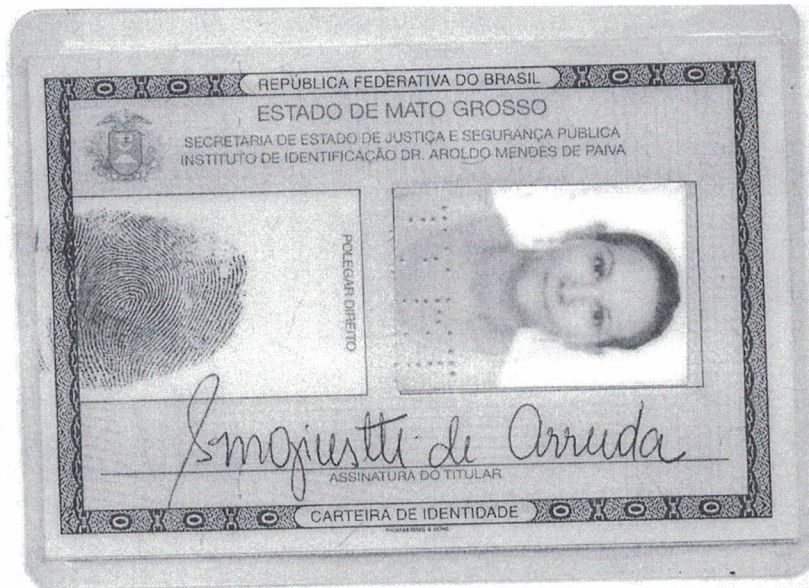 REPÚBLICA FEDERATIVA DO BRASIL
ESTADO DE MATO GROSSO
SECRETARIA DE ESTADO DE JUSTIÇA E SEGURANÇA PÚBLICA
INSTITUTO DE IDENTIFICAÇÃO DR. AROLDO MENDES DE PAIVA
POLEGAR DIREITO
Smgiustti de Arruda
ASSINATURA DO TITULAR
CARTEIRA DE IDENTIDADE